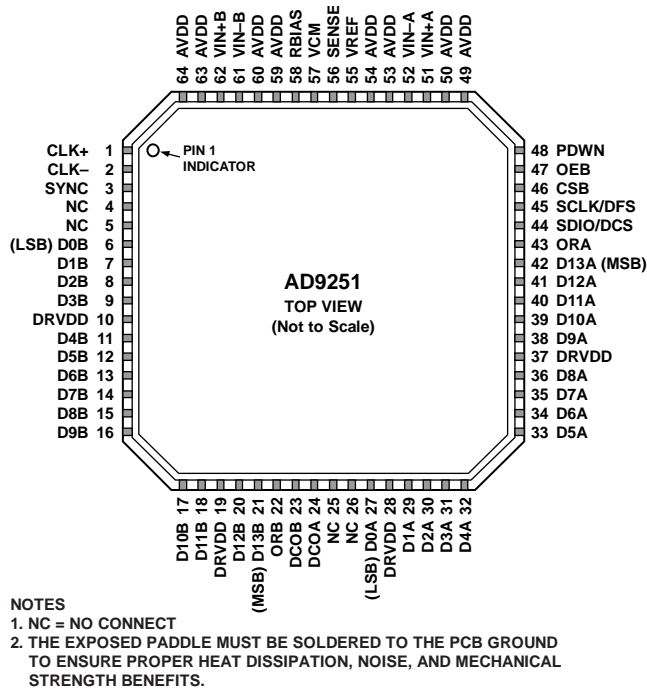 64 AVDD
63 AVDD
62 VIN+B
61 VIN–B
60 AVDD
59 AVDD
58 RBIAS
57 VCM
56 SENSE
55 VREF
54 AVDD
53 AVDD
52 VIN–A
51 VIN+A
50 AVDD
49 AVDD
CLK+ 1
CLK– 2
SYNC 3
NC 4
NC 5
(LSB) D0B 6
D1B 7
D2B 8
D3B 9
DRVDD 10
D4B 11
D5B 12
D6B 13
D7B 14
D8B 15
D9B 16
PIN 1
INDICATOR
AD9251
TOP VIEW
(Not to Scale)
48 PDWN
47 OEB
46 CSB
45 SCLK/DFS
44 SDIO/DCS
43 ORA
42 D13A (MSB)
41 D12A
40 D11A
39 D10A
38 D9A
37 DRVDD
36 D8A
35 D7A
34 D6A
33 D5A
D10B 17
D11B 18
DRVDD 19
D12B 20
(MSB) D13B 21
ORB 22
DCOB 23
DCOA 24
NC 25
NC 26
(LSB) D0A 27
DRVDD 28
D1A 29
D2A 30
D3A 31
D4A 32
NOTES
1. NC = NO CONNECT
2. THE EXPOSED PADDLE MUST BE SOLDERED TO THE PCB GROUND
TO ENSURE PROPER HEAT DISSIPATION, NOISE, AND MECHANICAL
STRENGTH BENEFITS.